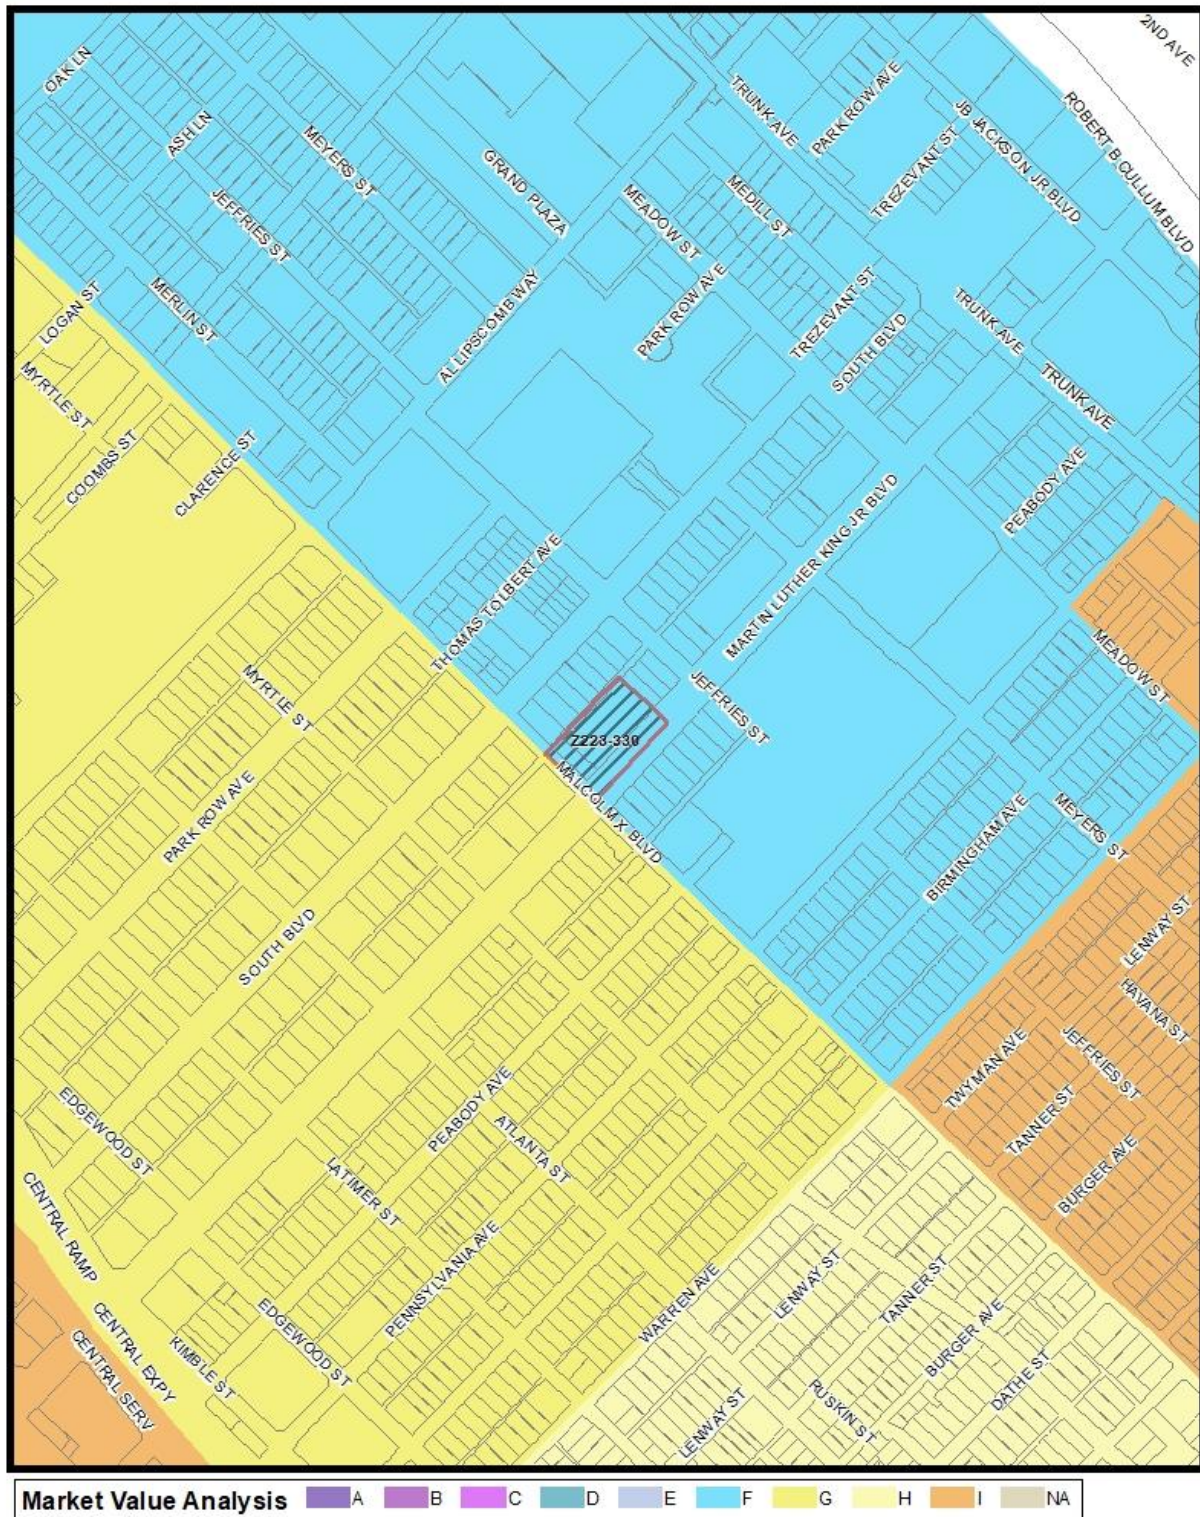 2ND AVE
OAK LN
TRUNK AVE
PARK ROW AVE
ROBERT B CULLUM BLVD
JB JACKSON JR BLVD
ASH LN
MEYERS ST
GRAND PLAZA
TREZEVANT ST
MEADOW ST
MEDILL ST
JEFFRIES ST
LOGAN ST
MERLIN ST
AL LIPSCOMB WAY
PARK ROW AVE
TREZEVANT ST
SOUTH BLVD
TRUNK AVE
TRUNK AVE
MYRTLE ST
COOMBS ST
CLARENCE ST
PEABODY AVE
THOMAS TOLBERT AVE
MARTIN LUTHER KING JR BLVD
MEADOW ST
MYRTLE ST
JEFFRIES ST
Z223-330
MALCOLM X BLVD
PARK ROW AVE
BIRMINGHAM AVE
MEYERS ST
SOUTH BLVD
LENWAY ST
HAVANA ST
TWYMAN AVE
JEFFRIES ST
EDGEWOOD ST
PEABODY AVE
ATLANTA ST
TANNER ST
LATIMER ST
BURGER AVE
CENTRAL RAMP
PENNSYLVANIA AVE
WARREN AVE
LENWAY ST
TANNER ST
CENTRAL EXPY
CENTRAL SERV
KIMBLE ST
EDGEWOOD ST
BURGER AVE
DATHE ST
LENWAY ST
RUSKIN ST
Market Value Analysis A B C D E F G H I NA